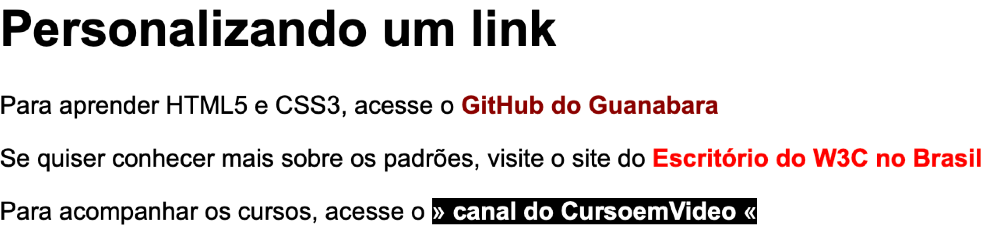 Personalizando um link
Para aprender HTML5 e CSS3, acesse o GitHub do Guanabara
Se quiser conhecer mais sobre os padrões, visite o site do Escritório do W3C no Brasil
Para acompanhar os cursos, acesse o » canal do CursoemVideo «